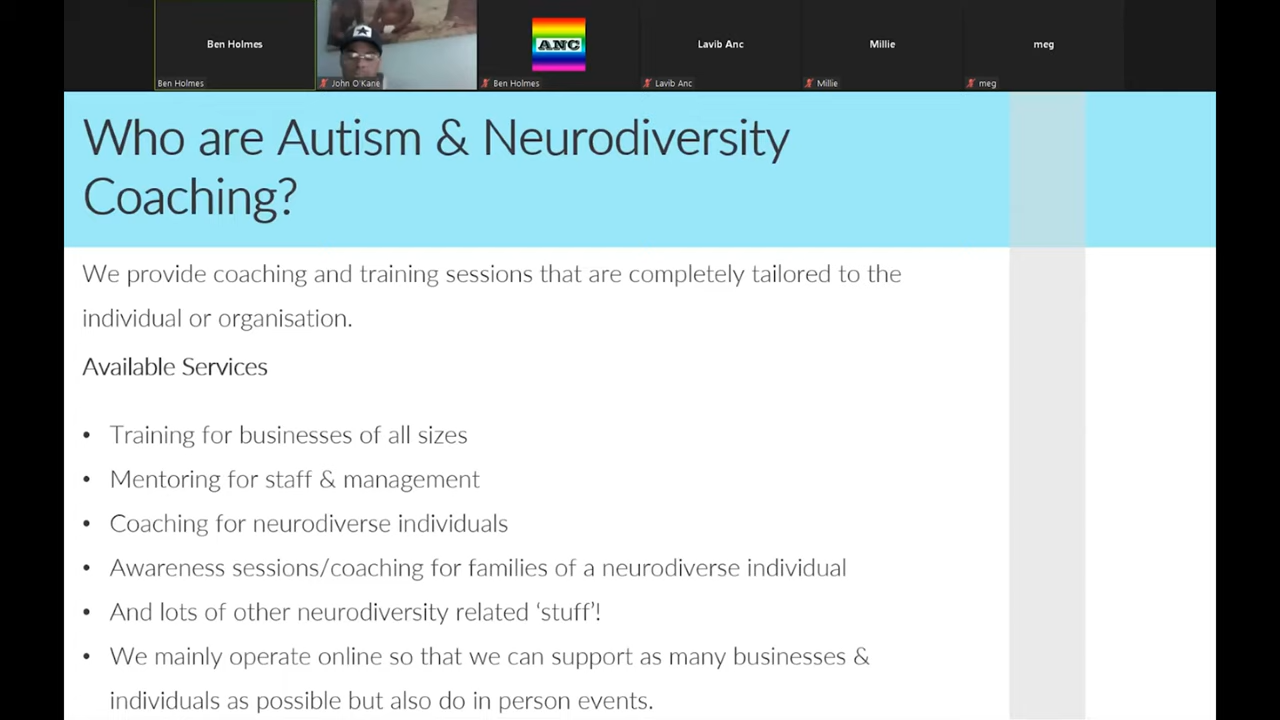 Ben Holmes
Ben Holmes
John O'Kane
ANC
Ben Holmes
Lavib Anc
Lavib Anc
Millie
Millie
meg
meg
Who are Autism & Neurodiversity
Coaching?
We provide coaching and training sessions that are completely tailored to the
individual or organisation.
Available Services
• Training for businesses of all sizes
• Mentoring for staff & management
• Coaching for neurodiverse individuals
• Awareness sessions/coaching for families of a neurodiverse individual
• And lots of other neurodiversity related ‘stuff’!
• We mainly operate online so that we can support as many businesses &
individuals as possible but also do in person events.